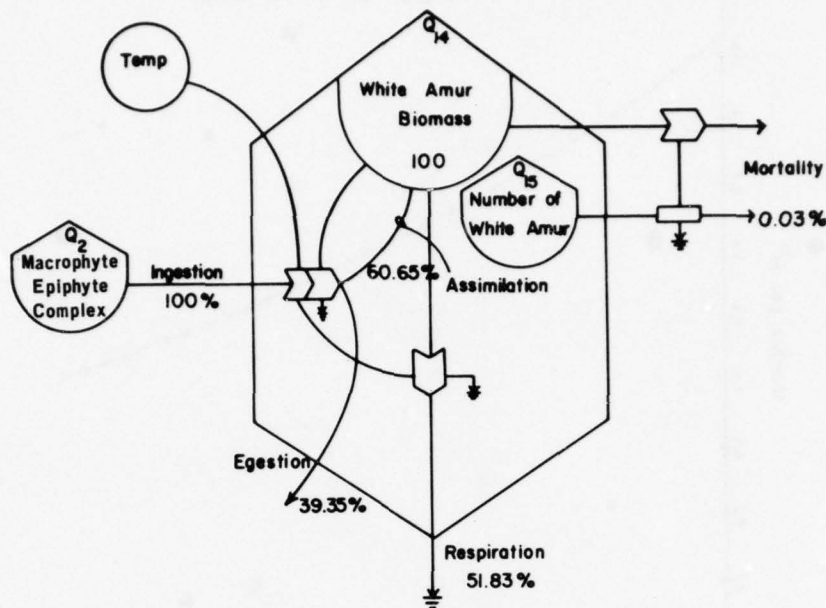 Temp
Q14
White Amur
Biomass
100
Q15
Number of
White Amur
Mortality
0.03%
Q2
Macrophyte
Epiphyte
Complex
Ingestion
100%
60.65%
Assimilation
Egestion
39.35%
Respiration
51.83%